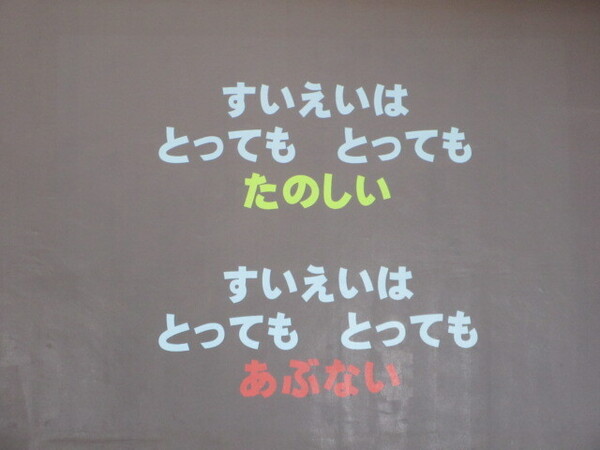 すいえいは
とっても　とっても
たのしい
すいえいは
とっても　とっても
あぶない